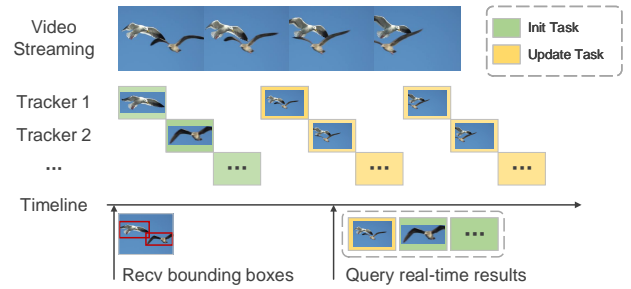 Video
Streaming
Init Task
Update Task
Tracker 1
Tracker 2
...
...
...
...
Timeline
...
Recv bounding boxes
Query real-time results